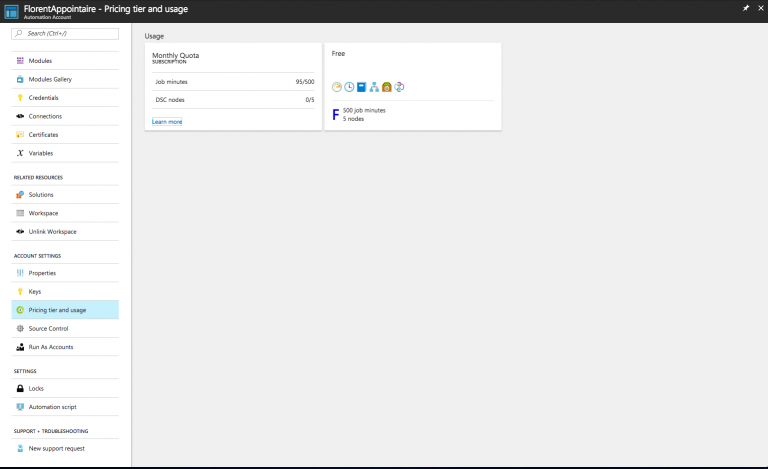 FlorentAppointaire - Pricing tier and usage
Automation Account
Search (Ctrl+/)
Modules
Modules Gallery
Credentials
Connections
Certificates
Variables
RELATED RESOURCES
Solutions
Workspace
Unlink Workspace
ACCOUNT SETTINGS
Properties
Keys
Pricing tier and usage
Source Control
Run As Accounts
SETTINGS
Locks
Automation script
SUPPORT + TROUBLESHOOTING
New support request
Usage
Monthly Quota
SUBSCRIPTION
Job minutes 95/500
DSC nodes 0/5
Learn more
Free
F 500 job minutes
5 nodes